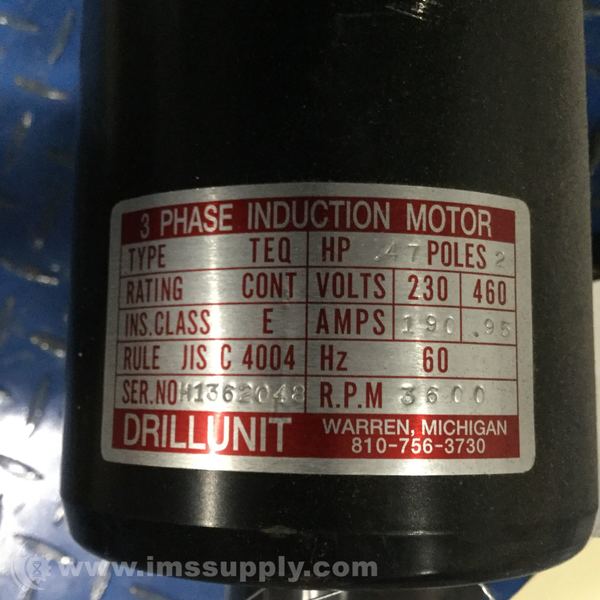 3 PHASE INDUCTION MOTOR
TYPE TEQ HP .47 POLES 2
RATING CONT VOLTS 230 460
INS.CLASS E AMPS 1.90 .95
RULE JIS C 4004 Hz 60
SER.NO H1362048 R.P.M 3600
DRILLUNIT WARREN, MICHIGAN
810-756-3730
www.imssupply.com